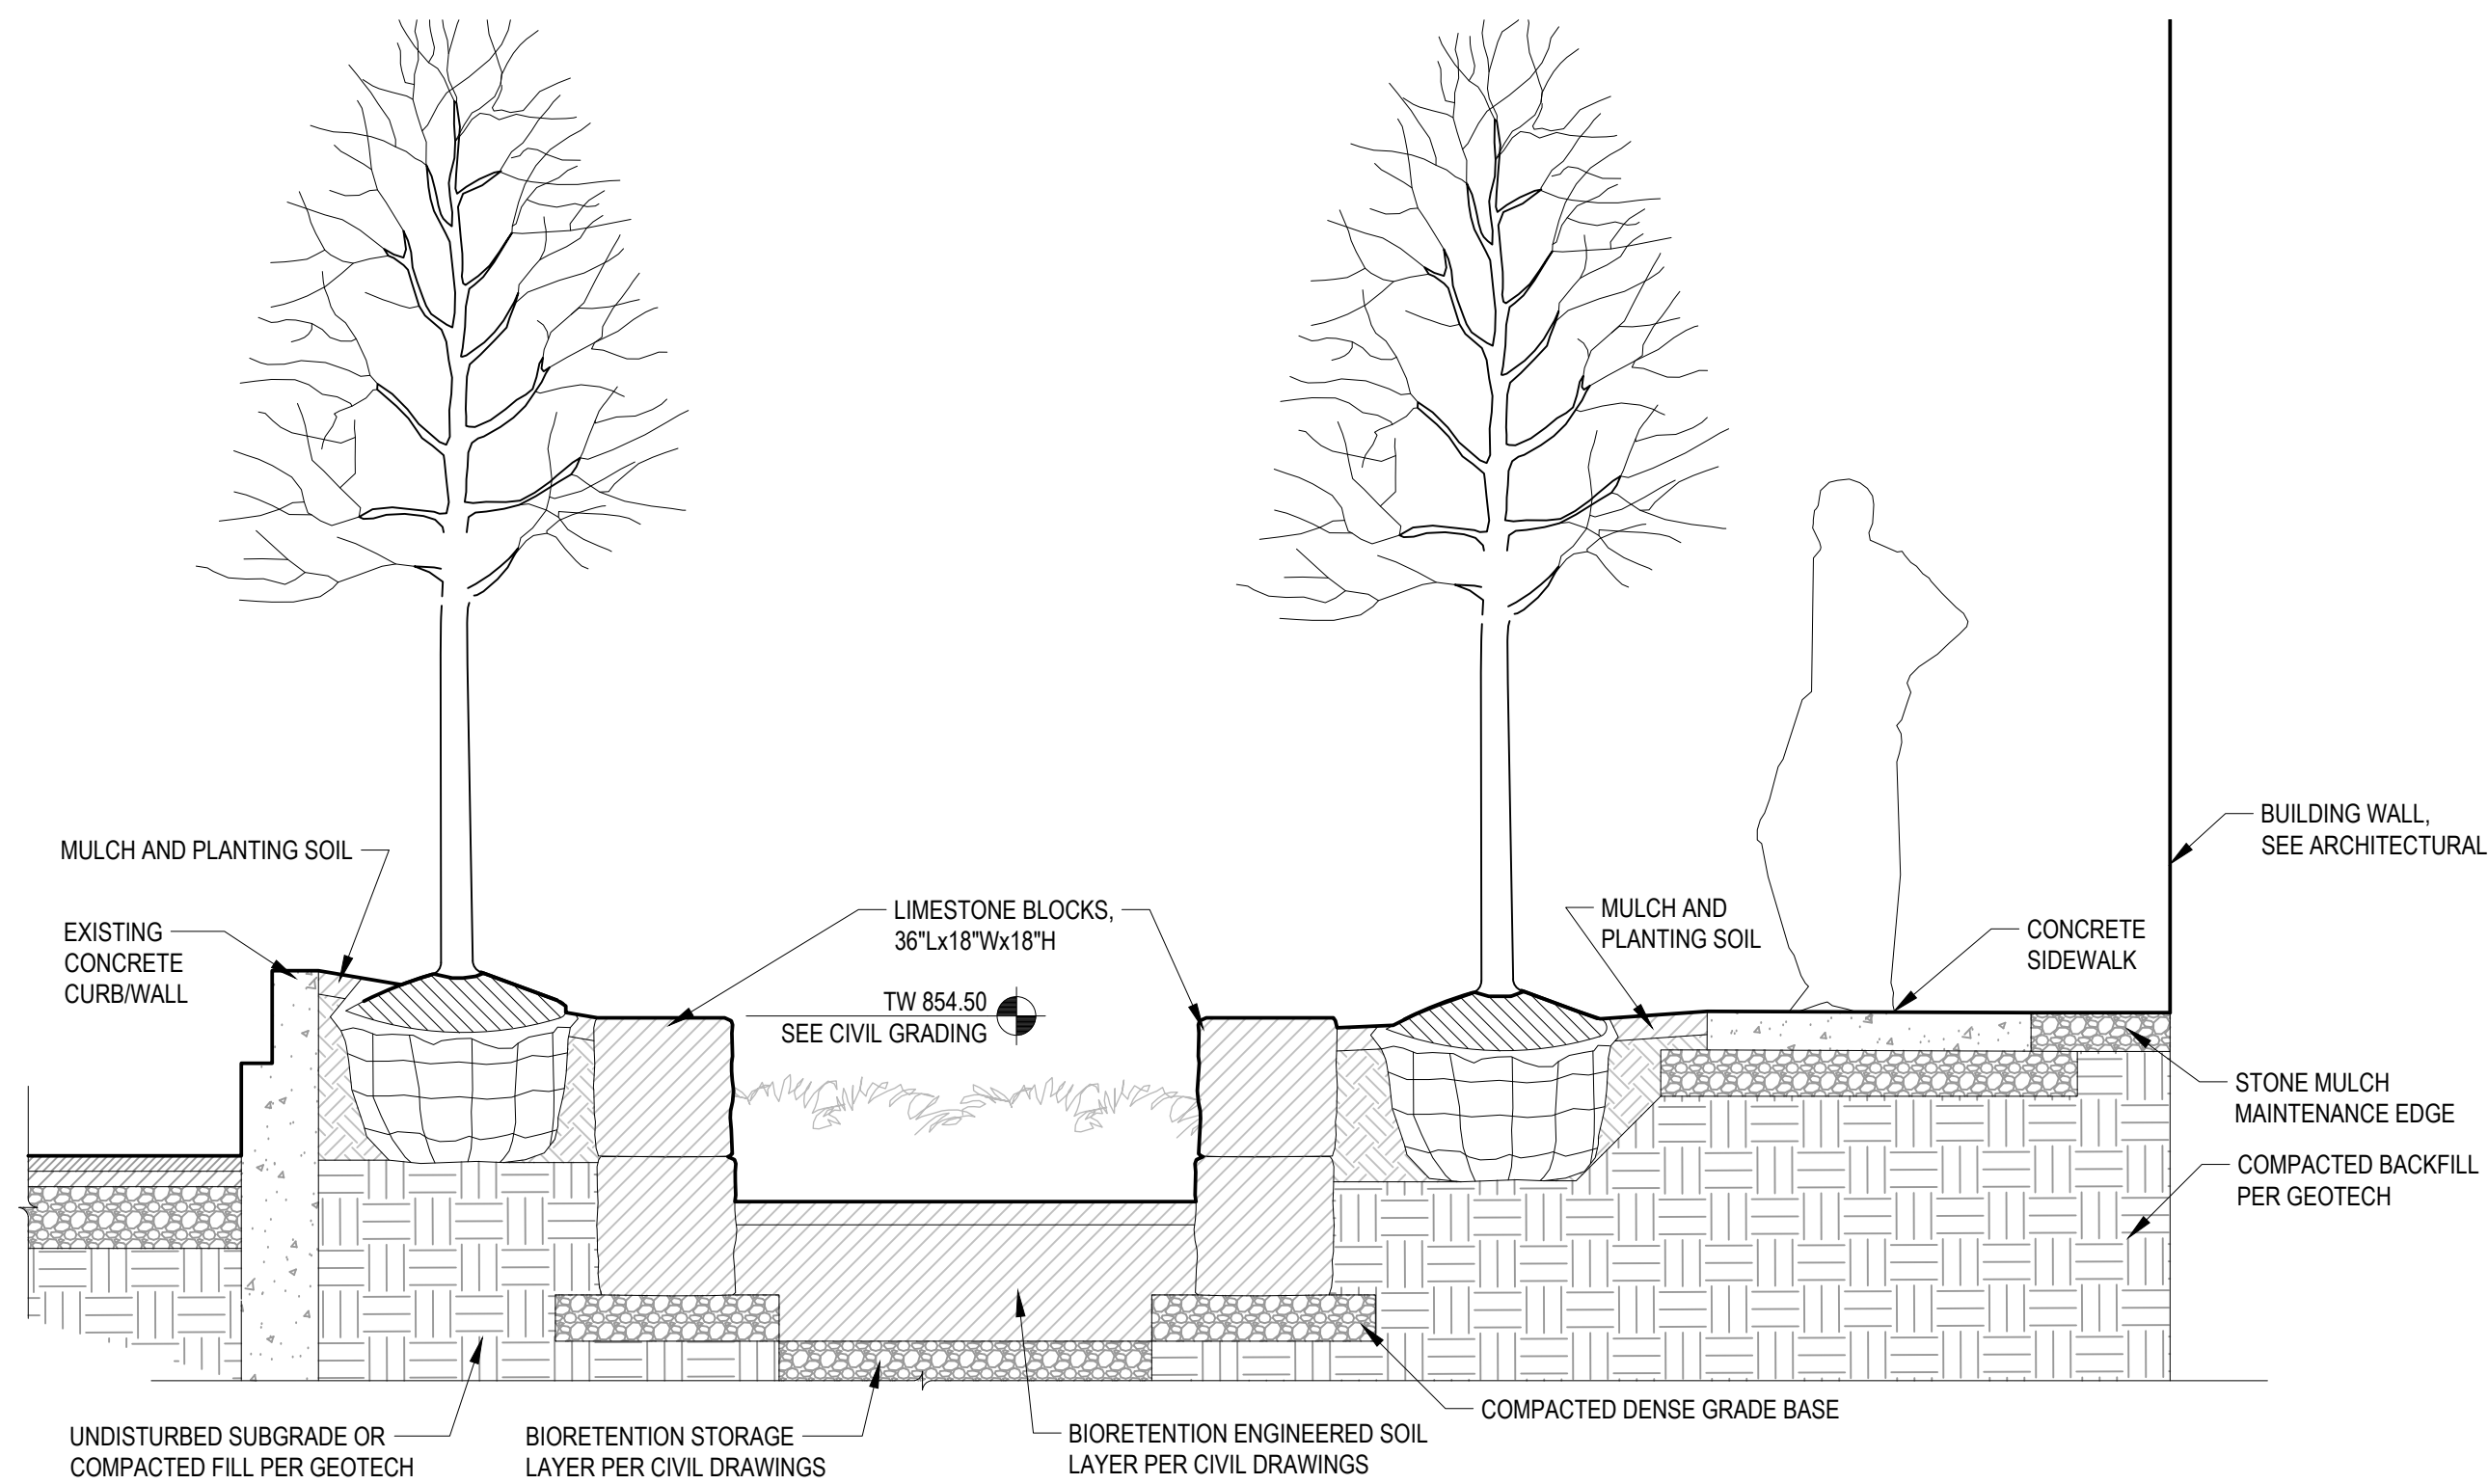 MULCH AND PLANTING SOIL
EXISTING
CONCRETE
CURB/WALL
LIMESTONE BLOCKS,
36"Lx18"Wx18"H
TW 854.50
SEE CIVIL GRADING
MULCH AND
PLANTING SOIL
BUILDING WALL,
SEE ARCHITECTURAL
CONCRETE
SIDEWALK
STONE MULCH
MAINTENANCE EDGE
COMPACTED BACKFILL
PER GEOTECH
COMPACTED DENSE GRADE BASE
UNDISTURBED SUBGRADE OR
COMPACTED FILL PER GEOTECH
BIORETENTION STORAGE
LAYER PER CIVIL DRAWINGS
BIORETENTION ENGINEERED SOIL
LAYER PER CIVIL DRAWINGS